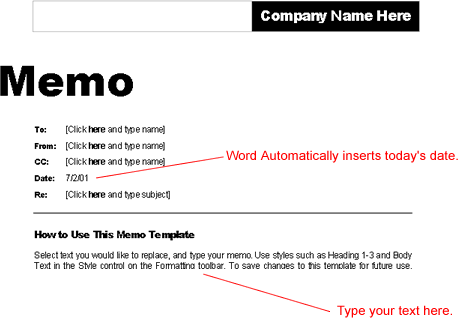 Company Name Here
Memo
To: [Click here and type name]
From: [Click here and type name]
CC: [Click here and type name]
Word Automatically inserts today's date.
Date: 7/2/01
Re: [Click here and type subject]
How to Use This Memo Template
Select text you would like to replace, and type your memo. Use styles such as Heading 1-3 and Body
Text in the Style control on the Formatting toolbar. To save changes to this template for future use.
Type your text here.